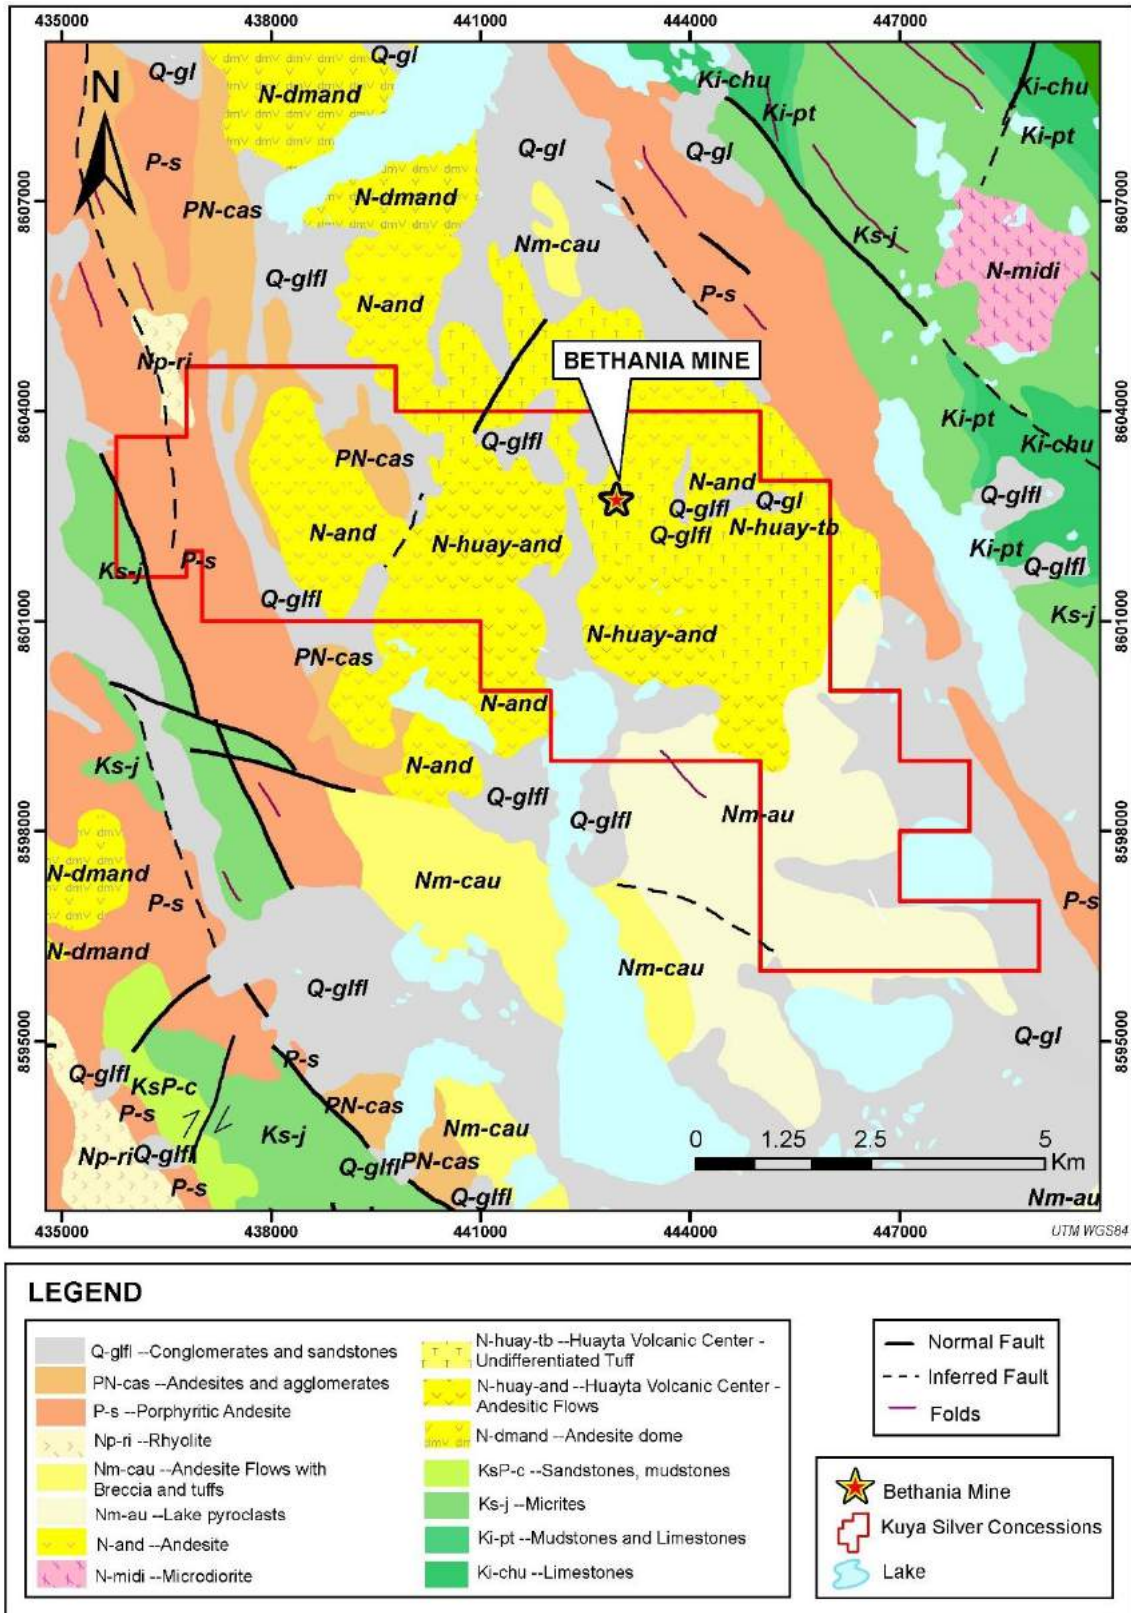 435000 438000 441000 444000 447000
Q-gl
Q-gl
N-dmand
Ki-chu
Ki-chu
N
Ki-pt
Ki-pt
P-s
Q-gl
Q-gl
8607000
8607000
PN-cas
N-dmand
Nm-cau
Ks-j
Q-glfl
N-midi
N-and
P-s
Np-ri
BETHANIA MINE
8604000
8604000
Ki-pt
Q-glfl
Ki-chu
PN-cas
N-and
Q-gl
Q-glfl
Q-glfl
N-and
N-huay-and
Q-glfl
N-huay-tb
Ki-pt
P-s
Ks-j
Q-glfl
Q-glfl
Ks-j
8601000
8601000
N-huay-and
PN-cas
N-and
Ks-j
N-and
Q-glfl
Nm-au
Q-glfl
8598000
8598000
N-dmand
Nm-cau
P-s
P-s
N-dmand
Nm-cau
Q-glfl
Q-gl
8595000
8595000
P-s
Q-glfl
KsP-c
PN-cas
P-s
Ks-j
Nm-cau
0 1.25 2.5 5
Km
Np-ri
Q-glfl
Q-glfl
PN-cas
P-s
Q-glfl
Nm-au
435000 438000 441000 444000 447000
UTM WGS84
LEGEND
Q-glfl --Conglomerates and sandstones
PN-cas --Andesites and agglomerates
P-s --Porphyritic Andesite
Np-ri --Rhyolite
Nm-cau --Andesite Flows with
Breccia and tuffs
Nm-au --Lake pyroclasts
N-and --Andesite
N-midi --Microdiorite
N-huay-tb --Huayta Volcanic Center -
Undifferentiated Tuff
N-huay-and --Huayta Volcanic Center -
Andesitic Flows
N-dmand --Andesite dome
KsP-c --Sandstones, mudstones
Ks-j --Micrites
Ki-pt --Mudstones and Limestones
Ki-chu --Limestones
Normal Fault
Inferred Fault
Folds
Bethania Mine
Kuya Silver Concessions
Lake